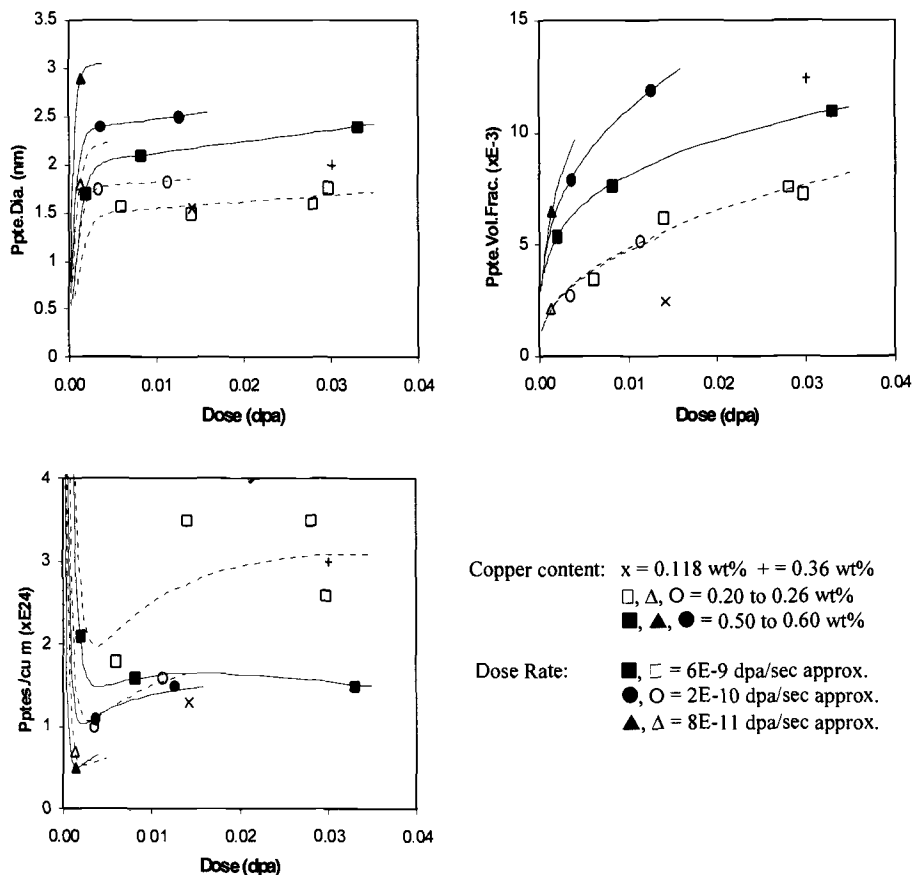 Ppte.Dia. (nm)
3.5
3
2.5
2
1.5
1
0.5
0
0.00 0.01 0.02 0.03 0.04
Dose (dpa)
Ppte.Vol.Frac. (xE-3)
15
10
5
0
0.00 0.01 0.02 0.03 0.04
Dose (dpa)
Pptes./cu m (xE24)
4
3
2
1
0
0.00 0.01 0.02 0.03 0.04
Dose (dpa)
Copper content: x = 0.118 wt% + = 0.36 wt%
□, △, O = 0.20 to 0.26 wt%
■, ▲, ● = 0.50 to 0.60 wt%
Dose Rate: ■, □ = 6E-9 dpa/sec approx.
●, O = 2E-10 dpa/sec approx.
▲, △ = 8E-11 dpa/sec approx.